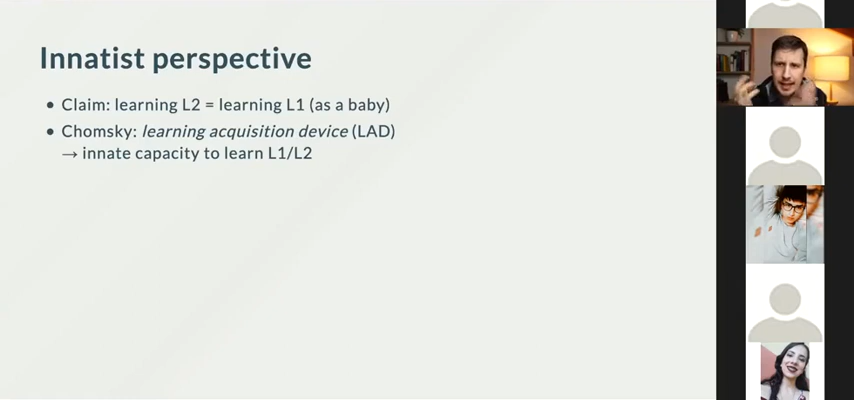 Innatist perspective
• Claim: learning L2 = learning L1 (as a baby)
• Chomsky: learning acquisition device (LAD)
→ innate capacity to learn L1/L2